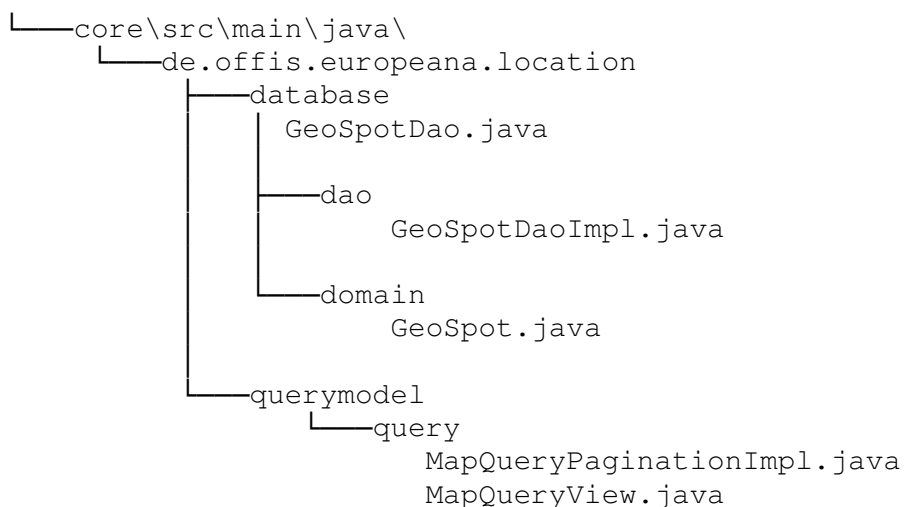 core\src\main\java\
de.offis.europeana.location
database
GeoSpotDao.java
dao
GeoSpotDaoImpl.java
domain
GeoSpot.java
querymodel
query
MapQueryPaginationImpl.java
MapQueryView.java